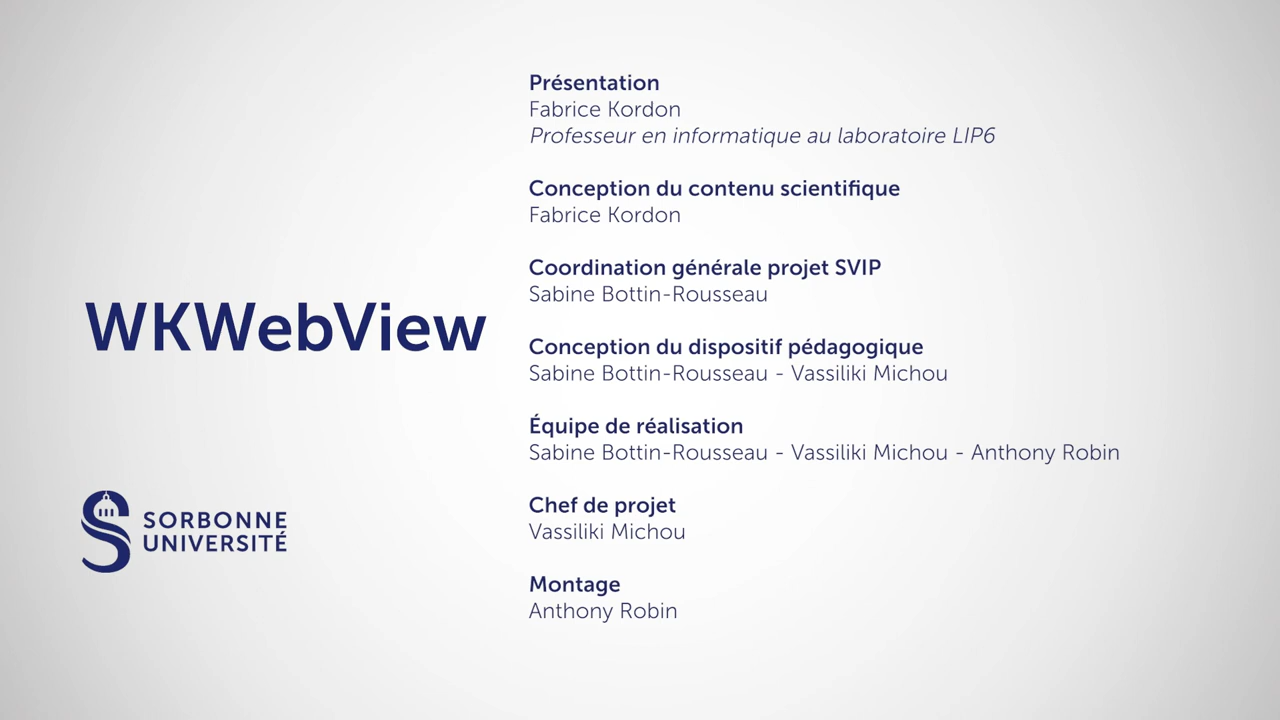 WKWebView
SORBONNE
UNIVERSITÉ
Présentation
Fabrice Kordon
Professeur en informatique au laboratoire LIP6
Conception du contenu scientifique
Fabrice Kordon
Coordination générale projet SVIP
Sabine Bottin-Rousseau
Conception du dispositif pédagogique
Sabine Bottin-Rousseau - Vassiliki Michou
Équipe de réalisation
Sabine Bottin-Rousseau - Vassiliki Michou - Anthony Robin
Chef de projet
Vassiliki Michou
Montage
Anthony Robin